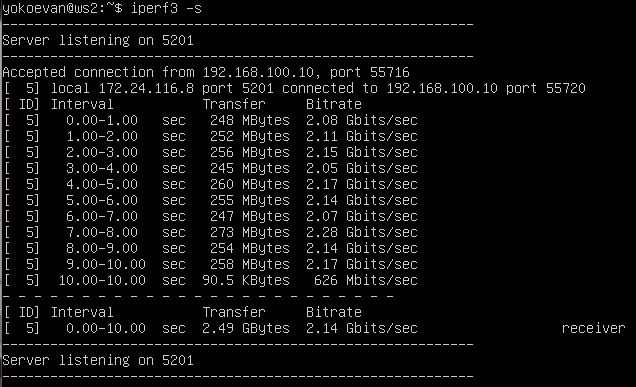 yokoevan@ws2:~$ iperf3 -s
-----------------------------------------------------------
Server listening on 5201
-----------------------------------------------------------
Accepted connection from 192.168.100.10, port 55716
[  5] local 172.24.116.8 port 5201 connected to 192.168.100.10 port 55720
[ ID] Interval           Transfer     Bitrate
[  5]   0.00-1.00   sec   248 MBytes  2.08 Gbits/sec
[  5]   1.00-2.00   sec   252 MBytes  2.11 Gbits/sec
[  5]   2.00-3.00   sec   256 MBytes  2.15 Gbits/sec
[  5]   3.00-4.00   sec   245 MBytes  2.05 Gbits/sec
[  5]   4.00-5.00   sec   260 MBytes  2.17 Gbits/sec
[  5]   5.00-6.00   sec   255 MBytes  2.14 Gbits/sec
[  5]   6.00-7.00   sec   247 MBytes  2.07 Gbits/sec
[  5]   7.00-8.00   sec   273 MBytes  2.28 Gbits/sec
[  5]   8.00-9.00   sec   254 MBytes  2.14 Gbits/sec
[  5]   9.00-10.00  sec   258 MBytes  2.17 Gbits/sec
[  5]  10.00-10.00  sec  90.5 KBytes   626 Mbits/sec
- - - - - - - - - - - - - - - - - - - - - - - - -
[ ID] Interval           Transfer     Bitrate
[  5]   0.00-10.00  sec  2.49 GBytes  2.14 Gbits/sec                  receiver
-----------------------------------------------------------
Server listening on 5201
-----------------------------------------------------------